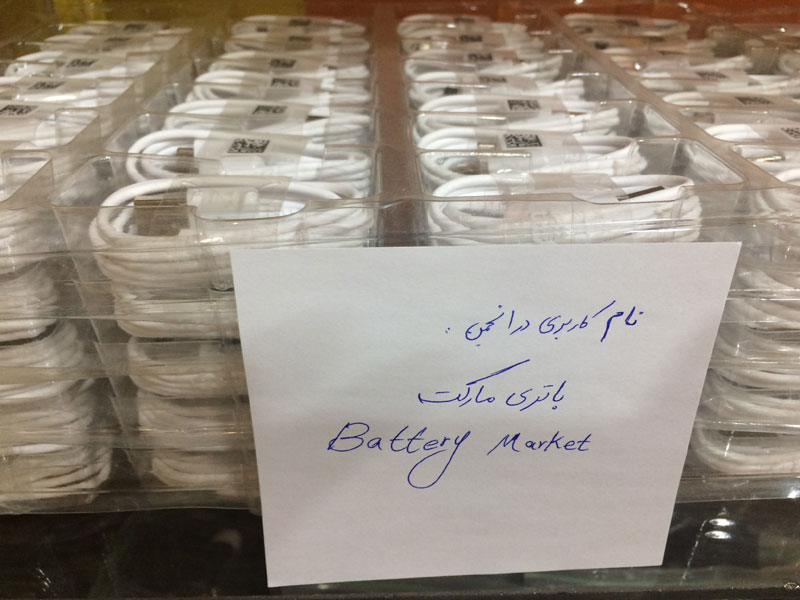 نام کاربری در انجمن :
باتری مارکت
Battery Market